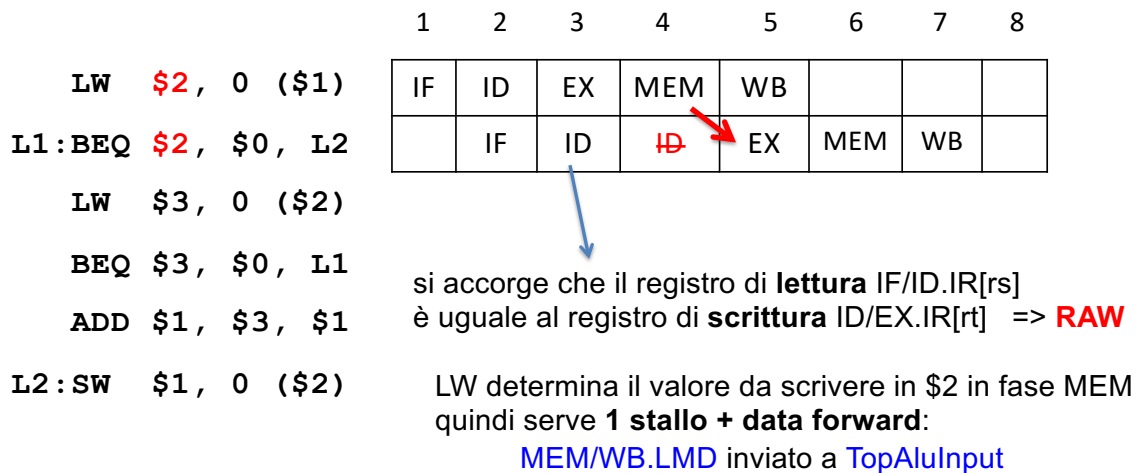 1 2 3 4 5 6 7 8
LW $2, 0 ($1) IF ID EX MEM WB
L1:BEQ $2, $0, L2 IF ID ID EX MEM WB
LW $3, 0 ($2)
BEQ $3, $0, L1
ADD $1, $3, $1
L2:SW $1, 0 ($2)
si accorge che il registro di lettura IF/ID.IR[rs]
è uguale al registro di scrittura ID/EX.IR[rt] => RAW
LW determina il valore da scrivere in $2 in fase MEM
quindi serve 1 stallo + data forward:
MEM/WB.LMD inviato a TopAluInput